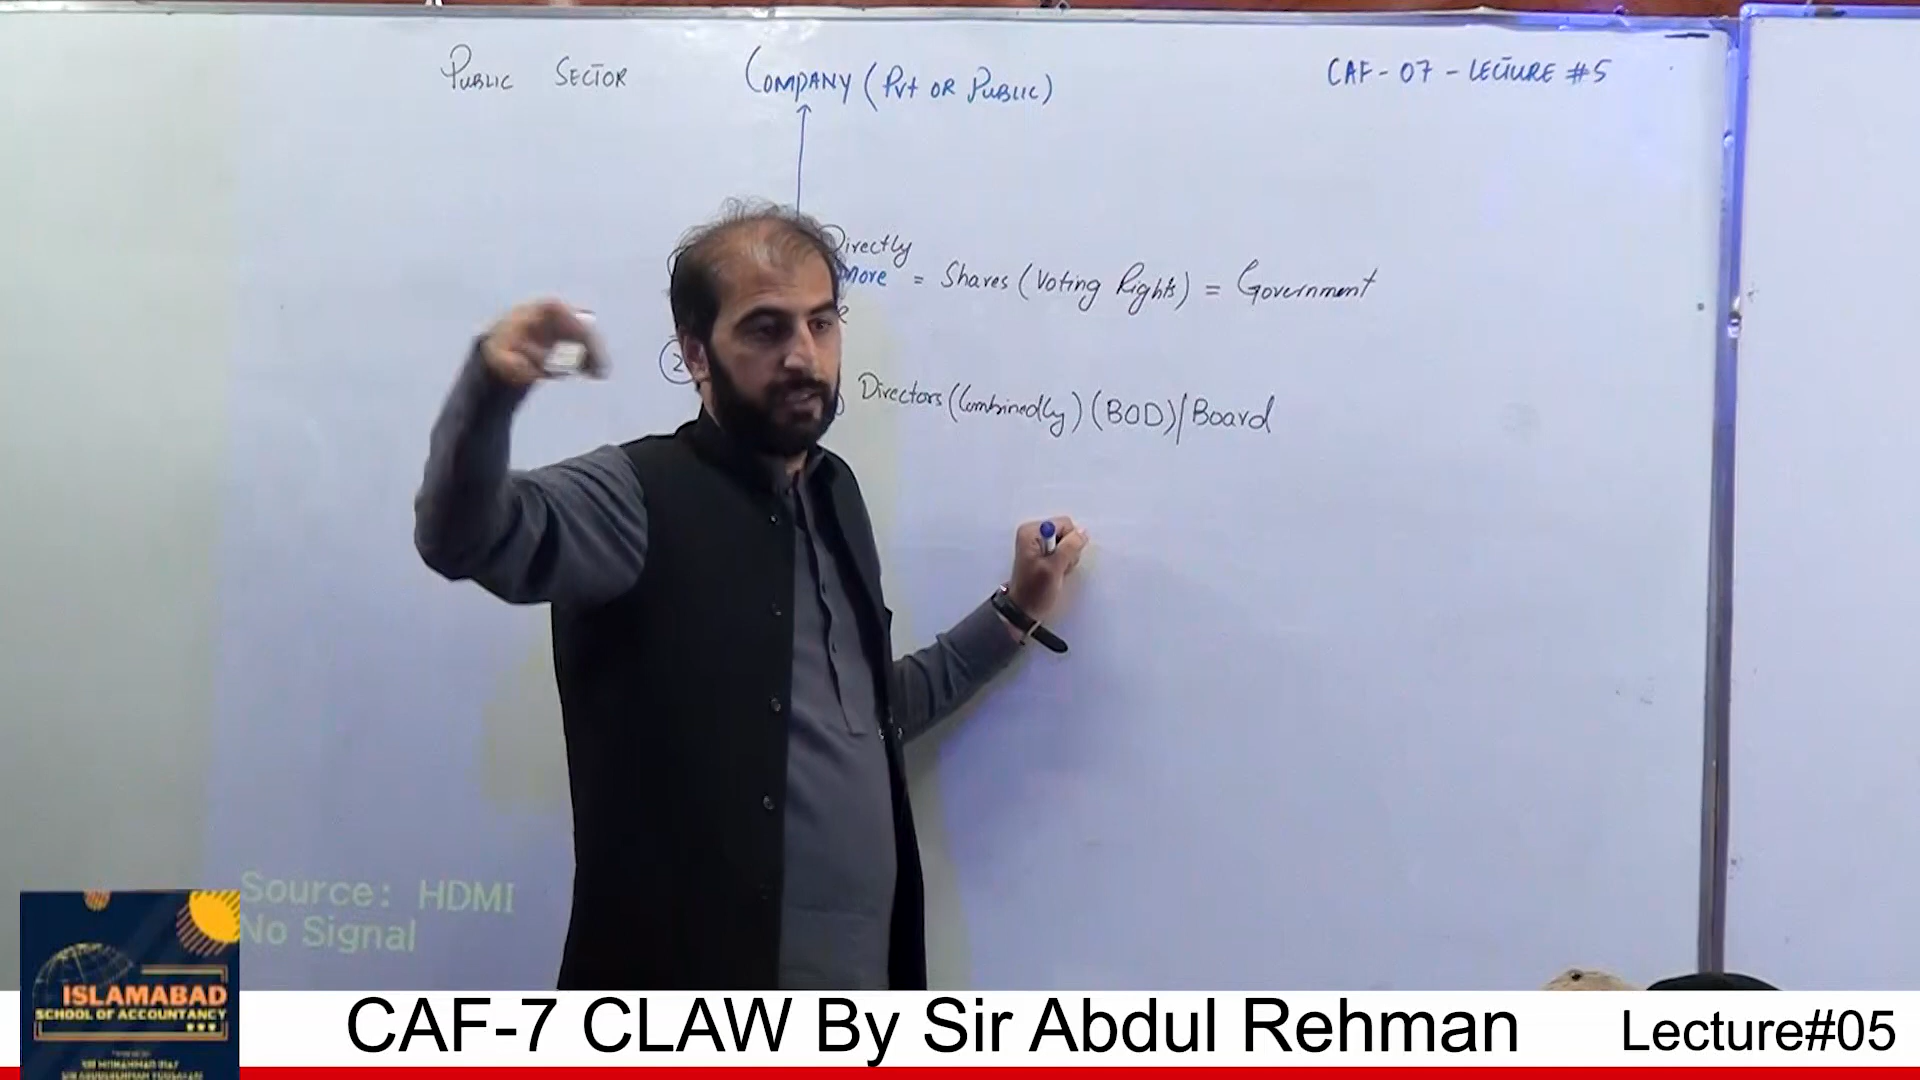 PUBLIC SECTOR COMPANY (Pvt OR PUBLIC)
CAF - 07 - LECTURE #5
Directly
More = Shares (Voting Rights) = Government
2
Directors (Combinedly) (BOD)/Board
Source: HDMI
No Signal
ISLAMABAD
SCHOOL OF ACCOUNTANCY
CAF-7 CLAW By Sir Abdul Rehman
Lecture#05